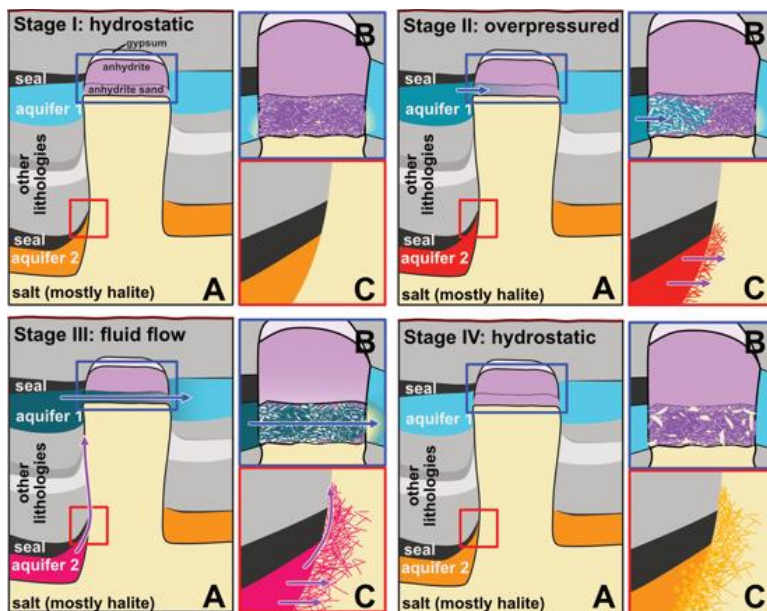 Stage I: hydrostatic
gypsum
anhydrite
anhydrite sand
seal
aquifer 1
other
lithologies
seal
aquifer 2
salt (mostly halite)
A
B
C
Stage II: overpressured
seal
aquifer 1
other
lithologies
seal
aquifer 2
salt (mostly halite)
A
B
C
Stage III: fluid flow
seal
aquifer 1
other
lithologies
seal
aquifer 2
salt (mostly halite)
A
B
C
Stage IV: hydrostatic
seal
aquifer 1
other
lithologies
seal
aquifer 2
salt (mostly halite)
A
B
C